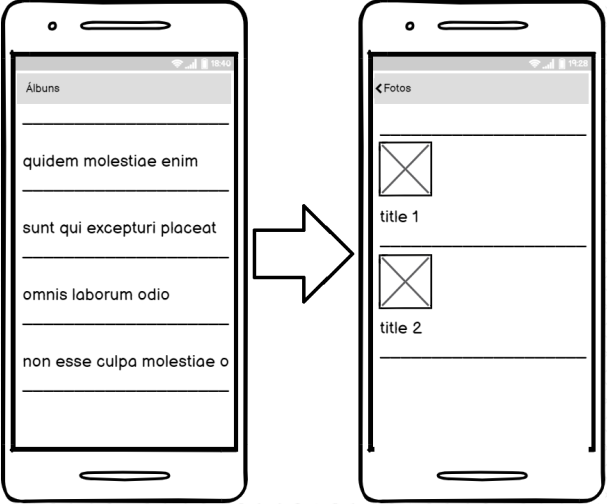 18:40
Álbuns
quidem molestiae enim
sunt qui excepturi placeat
omnis laborum odio
non esse culpa molestiae o
19:28
Fotos
title 1
title 2